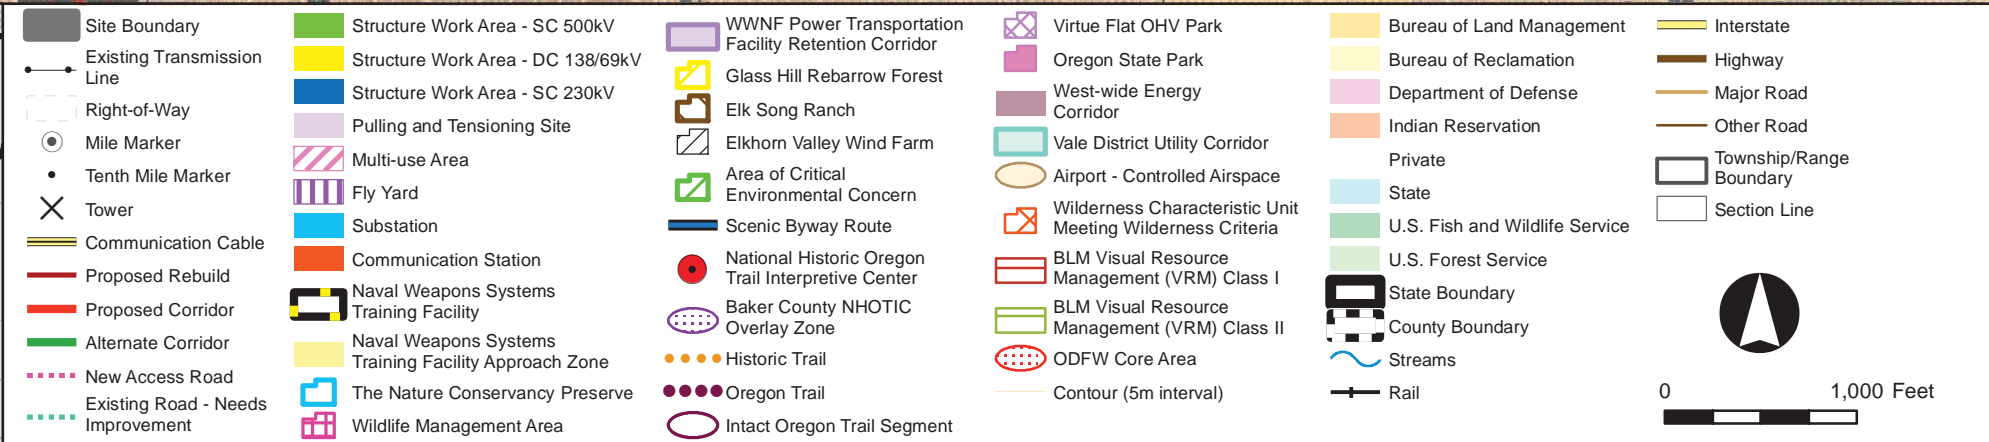 Site Boundary
Existing Transmission
Line
Right-of-Way
Mile Marker
Tenth Mile Marker
Tower
Communication Cable
Proposed Rebuild
Proposed Corridor
Alternate Corridor
New Access Road
Existing Road - Needs
Improvement
Structure Work Area - SC 500kV
Structure Work Area - DC 138/69kV
Structure Work Area - SC 230kV
Pulling and Tensioning Site
Multi-use Area
Fly Yard
Substation
Communication Station
Naval Weapons Systems
Training Facility
Naval Weapons Systems
Training Facility Approach Zone
The Nature Conservancy Preserve
Wildlife Management Area
WWNF Power Transportation
Facility Retention Corridor
Glass Hill Rebarrow Forest
Elk Song Ranch
Elkhorn Valley Wind Farm
Area of Critical
Environmental Concern
Scenic Byway Route
National Historic Oregon
Trail Interpretive Center
Baker County NHOTIC
Overlay Zone
Historic Trail
Oregon Trail
Intact Oregon Trail Segment
Virtue Flat OHV Park
Oregon State Park
West-wide Energy
Corridor
Vale District Utility Corridor
Airport - Controlled Airspace
Wilderness Characteristic Unit
Meeting Wilderness Criteria
BLM Visual Resource
Management (VRM) Class I
BLM Visual Resource
Management (VRM) Class II
ODFW Core Area
Contour (5m interval)
Bureau of Land Management
Bureau of Reclamation
Department of Defense
Indian Reservation
Private
State
U.S. Fish and Wildlife Service
U.S. Forest Service
State Boundary
County Boundary
Streams
Rail
Interstate
Highway
Major Road
Other Road
Township/Range
Boundary
Section Line
0 1,000 Feet